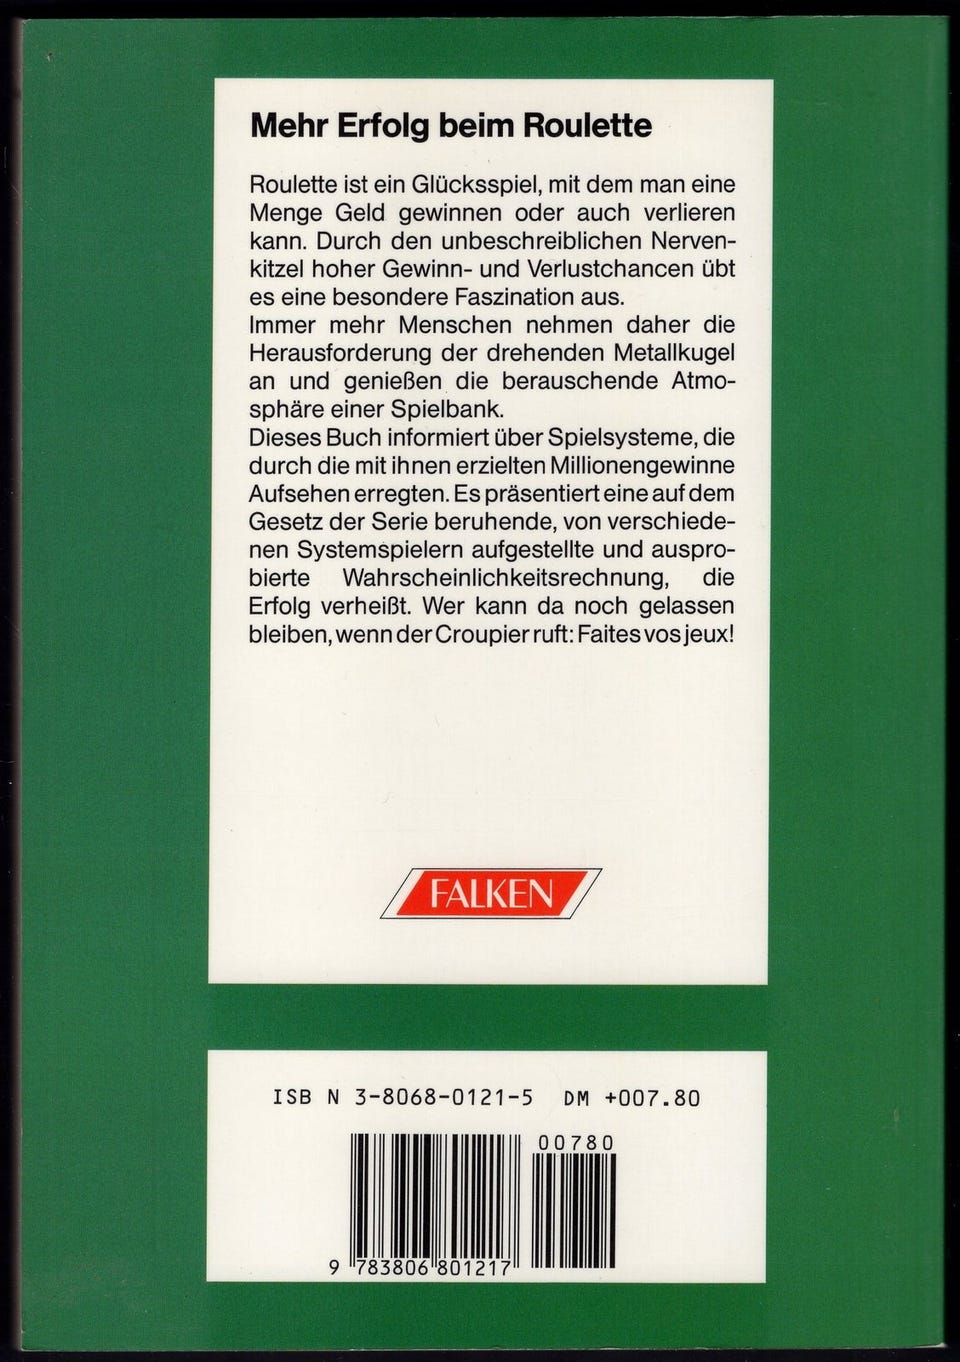 Mehr Erfolg beim Roulette
Roulette ist ein Glücksspiel, mit dem man eine
Menge Geld gewinnen oder auch verlieren
kann. Durch den unbeschreiblichen Nerven-
kitzel hoher Gewinn- und Verlustchancen übt
es eine besondere Faszination aus.
Immer mehr Menschen nehmen daher die
Herausforderung der drehenden Metallkugel
an und genießen die berauschende Atmo-
sphäre einer Spielbank.
Dieses Buch informiert über Spielsysteme, die
durch die mit ihnen erzielten Millionengewinne
Aufsehen erregten. Es präsentiert eine auf dem
Gesetz der Serie beruhende, von verschiede-
nen Systemspielern aufgestellte und auspro-
bierte Wahrscheinlichkeitsrechnung, die
Erfolg verheißt. Wer kann da noch gelassen
bleiben, wenn der Croupier ruft: Faites vos jeux!
FALKEN
ISBN 3-8068-0121-5 DM +007.80
00780
9 783806 801217